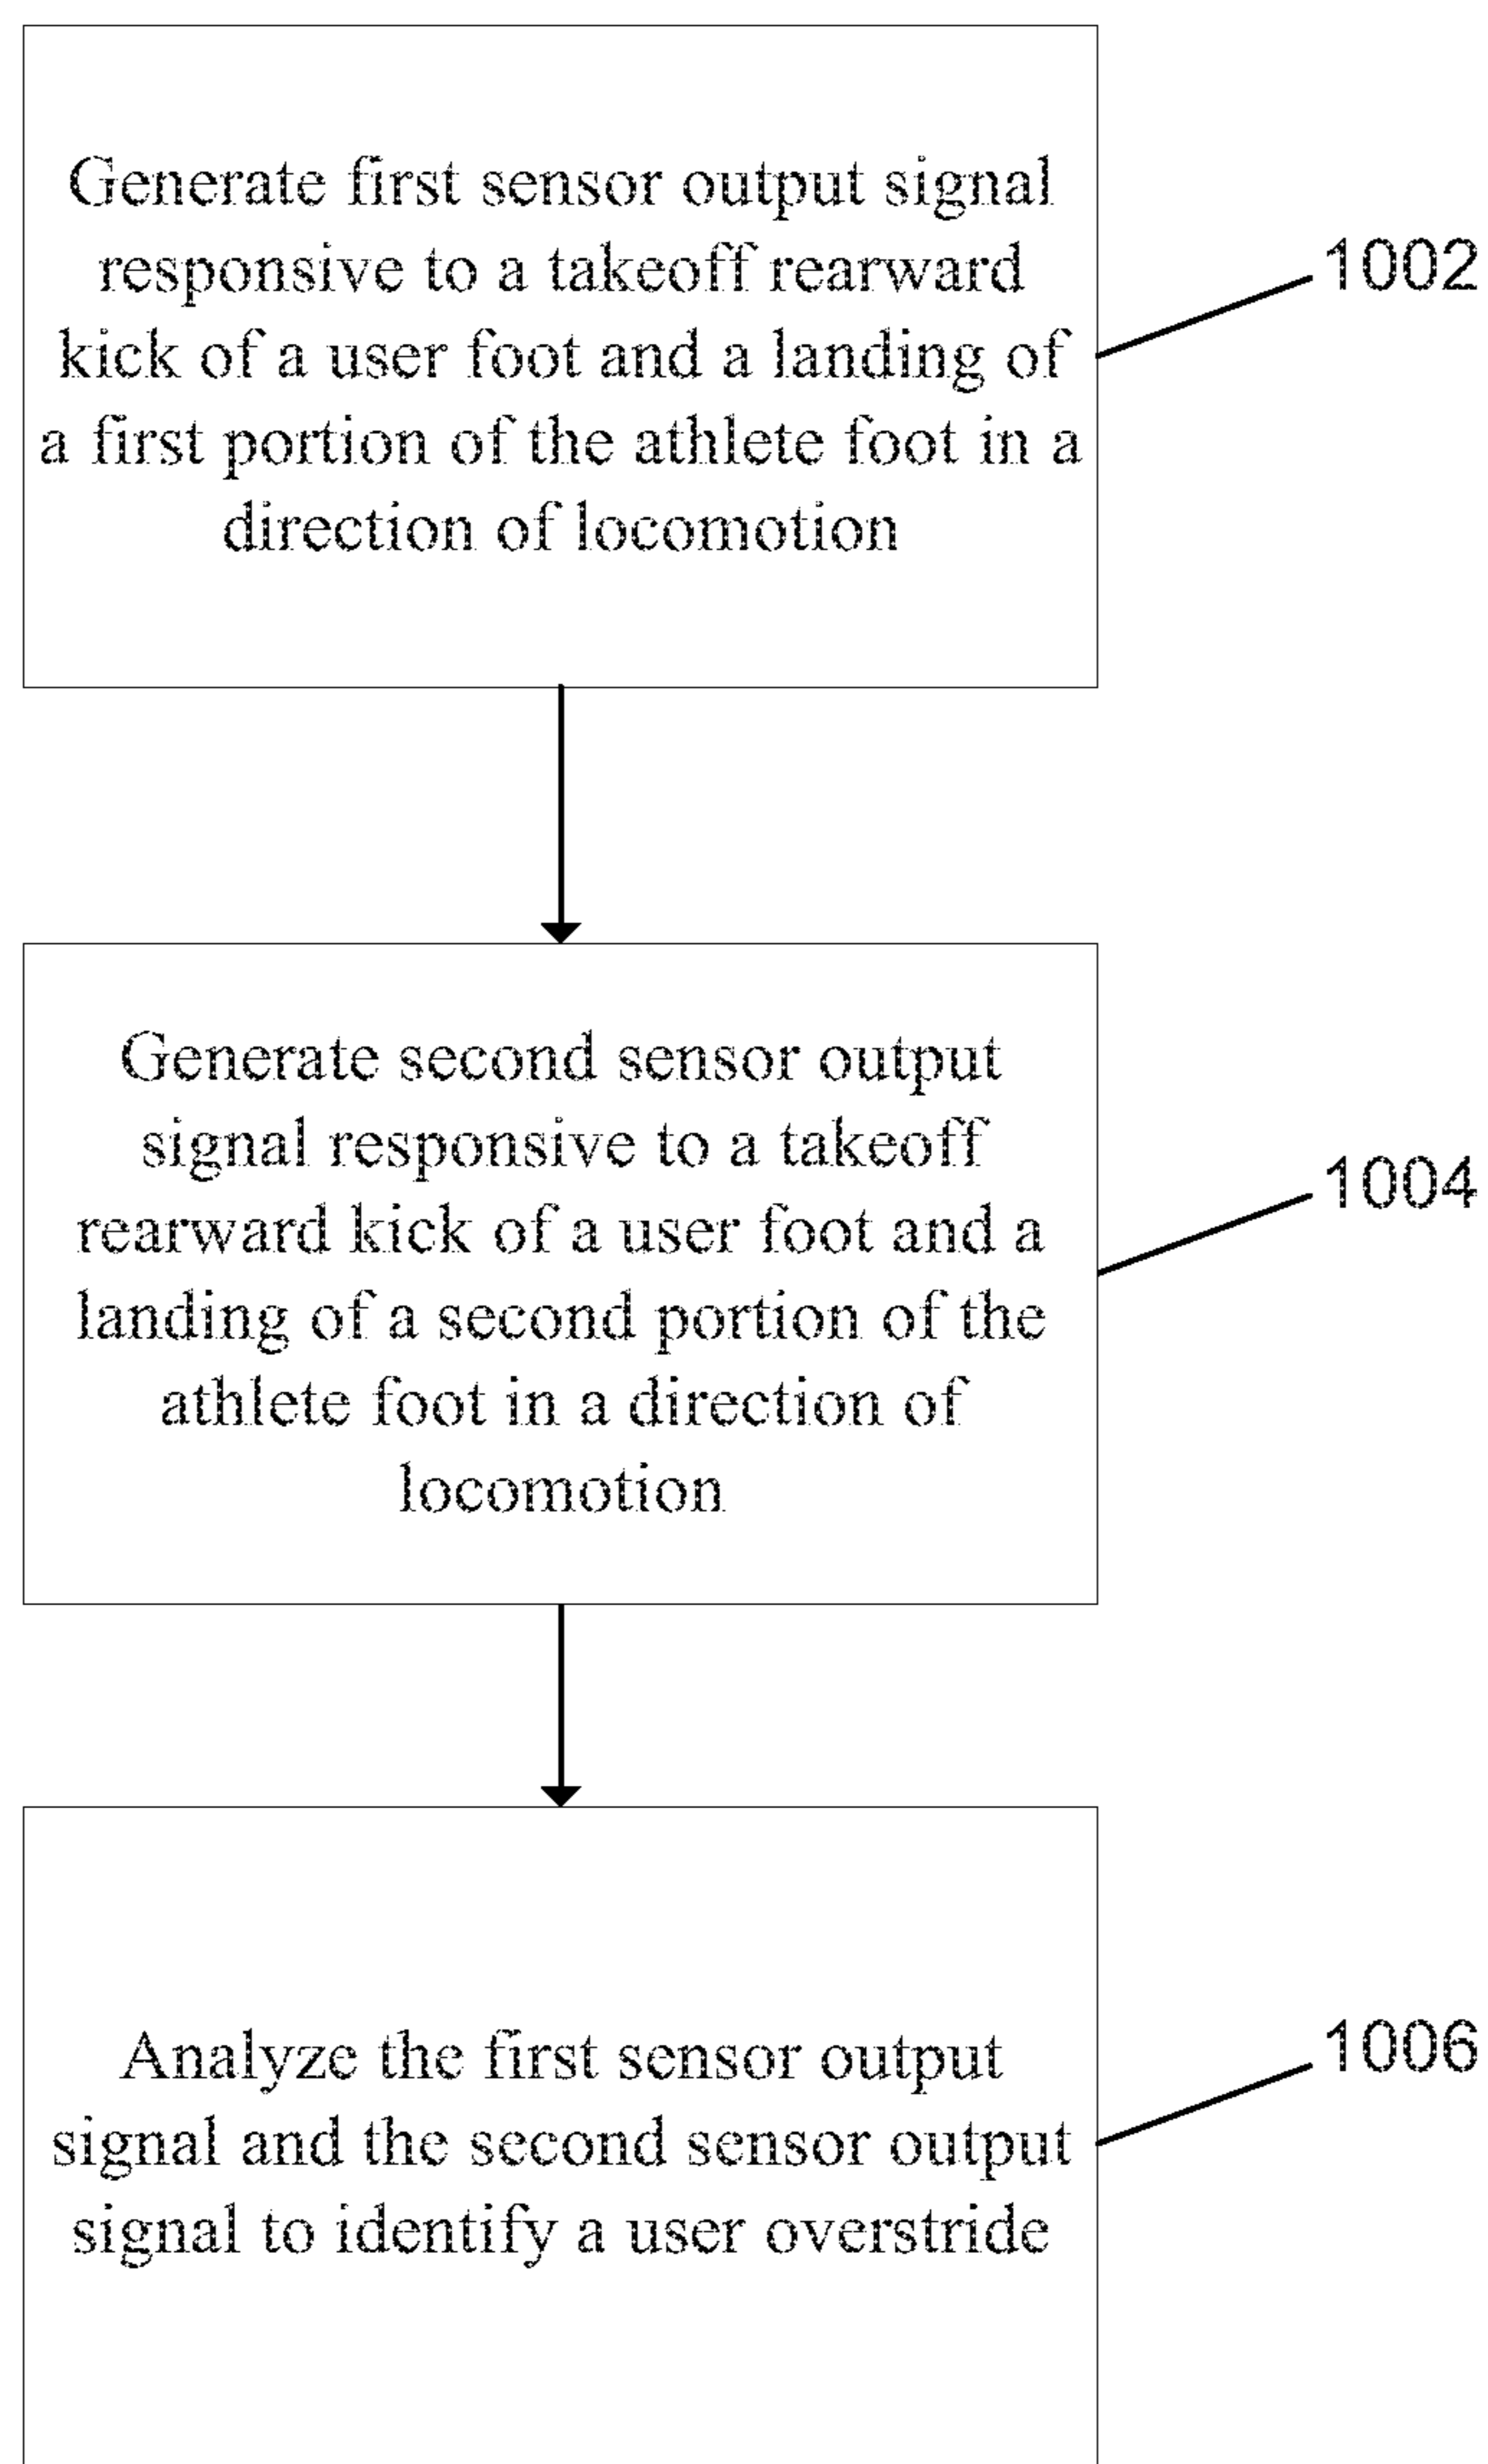 Generate first sensor output signal
responsive to a takeoff rearward
kick of a user foot and a landing of
a first portion of the athlete foot in a
direction of locomotion
1002
Generate second sensor output
signal responsive to a takeoff
rearward kick of a user foot and a
landing of a second portion of the
athlete foot in a direction of
locomotion
1004
Analyze the first sensor output
signal and the second sensor output
signal to identify a user overstride
1006